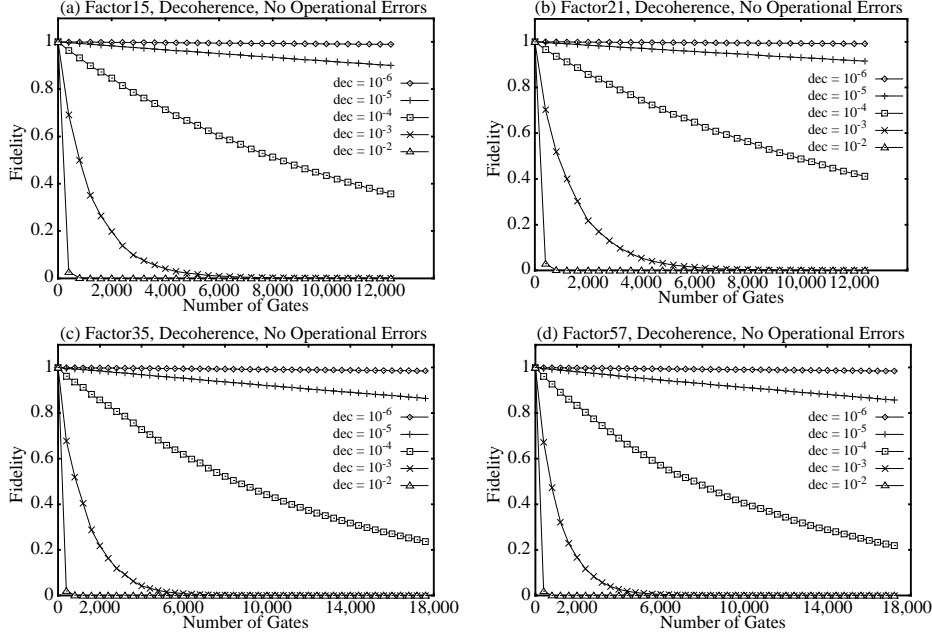 (a) Factor15, Decoherence, No Operational Errors
1
0.8
0.6
0.4
0.2
0
Fidelity
dec = 10-6
dec = 10-5
dec = 10-4
dec = 10-3
dec = 10-2
0 2,000 4,000 6,000 8,000 10,000 12,000
Number of Gates
(b) Factor21, Decoherence, No Operational Errors
1
0.8
0.6
0.4
0.2
0
Fidelity
dec = 10-6
dec = 10-5
dec = 10-4
dec = 10-3
dec = 10-2
0 2,000 4,000 6,000 8,000 10,000 12,000
Number of Gates
(c) Factor35, Decoherence, No Operational Errors
1
0.8
0.6
0.4
0.2
0
Fidelity
dec = 10-6
dec = 10-5
dec = 10-4
dec = 10-3
dec = 10-2
0 2,000 6,000 10,000 14,000 18,000
Number of Gates
(d) Factor57, Decoherence, No Operational Errors
1
0.8
0.6
0.4
0.2
0
Fidelity
dec = 10-6
dec = 10-5
dec = 10-4
dec = 10-3
dec = 10-2
0 2,000 6,000 10,000 14,000 18,000
Number of Gates